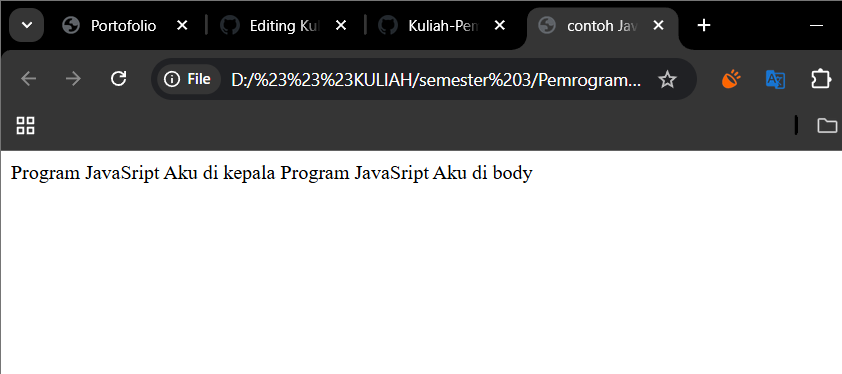 Portofolio
Editing Kul
Kuliah-Pen
contoh Jav
File
D:/%23%23%23KULIAH/semester%203/Pemrogram...
Program JavaSript Aku di kepala Program JavaSript Aku di body